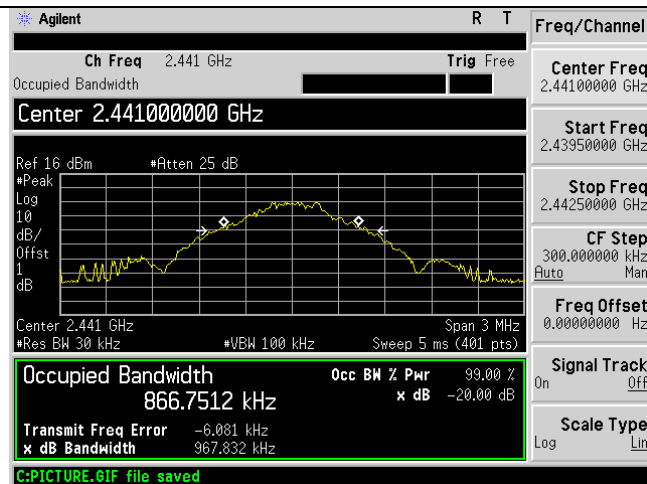 Agilent R T
Ch Freq 2.441 GHz Trig Free
Occupied Bandwidth
Center 2.441000000 GHz
Ref 16 dBm #Atten 25 dB
#Peak
Log
10
dB/
Offst
1
dB
Center 2.441 GHz Span 3 MHz
#Res BW 30 kHz #VBW 100 kHz Sweep 5 ms (401 pts)
Occupied Bandwidth Occ BW % Pwr 99.00 %
866.7512 kHz x dB -20.00 dB
Transmit Freq Error -6.081 kHz
x dB Bandwidth 967.832 kHz
C:PICTURE.GIF file saved
Freq/Channel
Center Freq
2.44100000 GHz
Start Freq
2.43950000 GHz
Stop Freq
2.44250000 GHz
CF Step
300.000000 kHz
Auto Man
Freq Offset
0.00000000 Hz
Signal Track
On Off
Scale Type
Log Lin